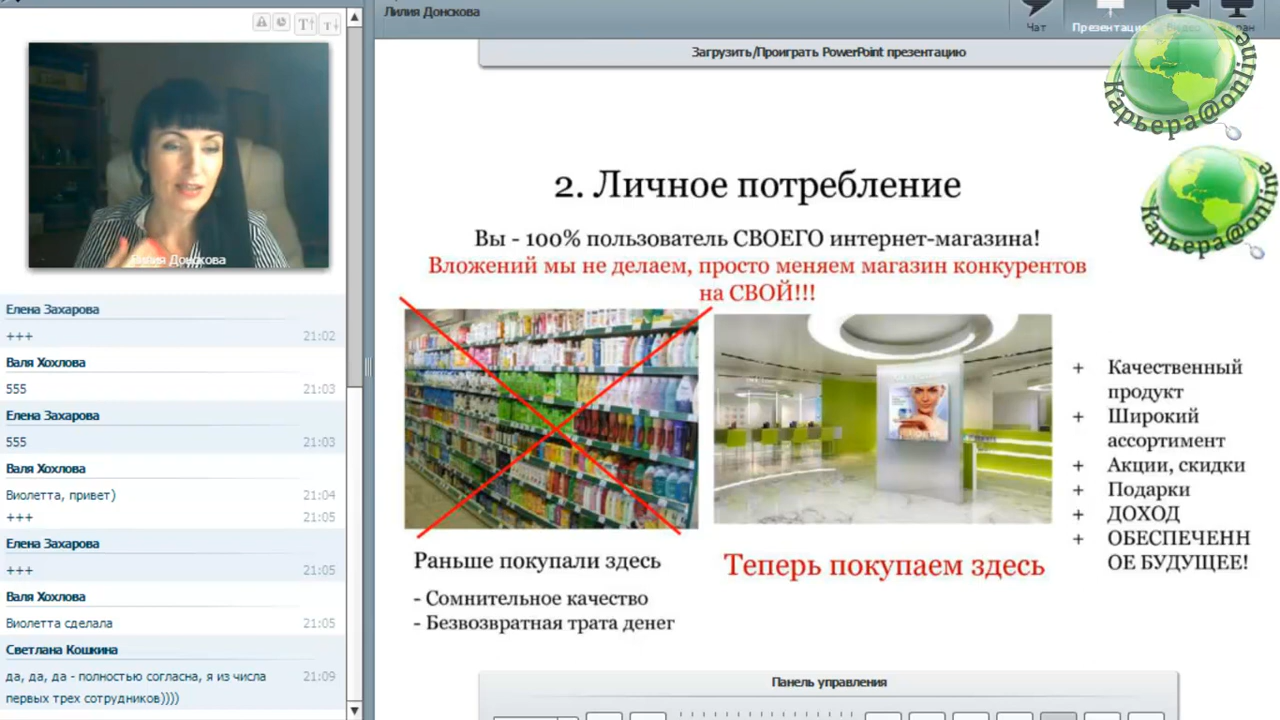 Лилия Донскова
Чат
Презентация
Загрузить/Проиграть PowerPoint презентацию
Карьера@online
Карьера@online
Лилия Донскова
Елена Захарова
+++ 21:02
Валя Хохлова
555 21:03
Елена Захарова
555 21:03
Валя Хохлова
Виолетта, привет) 21:04
+++ 21:05
Елена Захарова
+++ 21:05
Валя Хохлова
Виолетта сделала 21:05
Светлана Кошкина
да, да, да - полностью согласна, я из числа 21:09
первых трех сотрудников))))
2. Личное потребление
Вы - 100% пользователь СВОЕГО интернет-магазина!
Вложений мы не делаем, просто меняем магазин конкурентов
на СВОЙ!!!
Раньше покупали здесь
- Сомнительное качество
- Безвозвратная трата денег
Теперь покупаем здесь
+ Качественный
продукт
+ Широкий
ассортимент
+ Акции, скидки
+ Подарки
+ ДОХОД
+ ОБЕСПЕЧЕНН
ОЕ БУДУЩЕЕ!
Панель управления